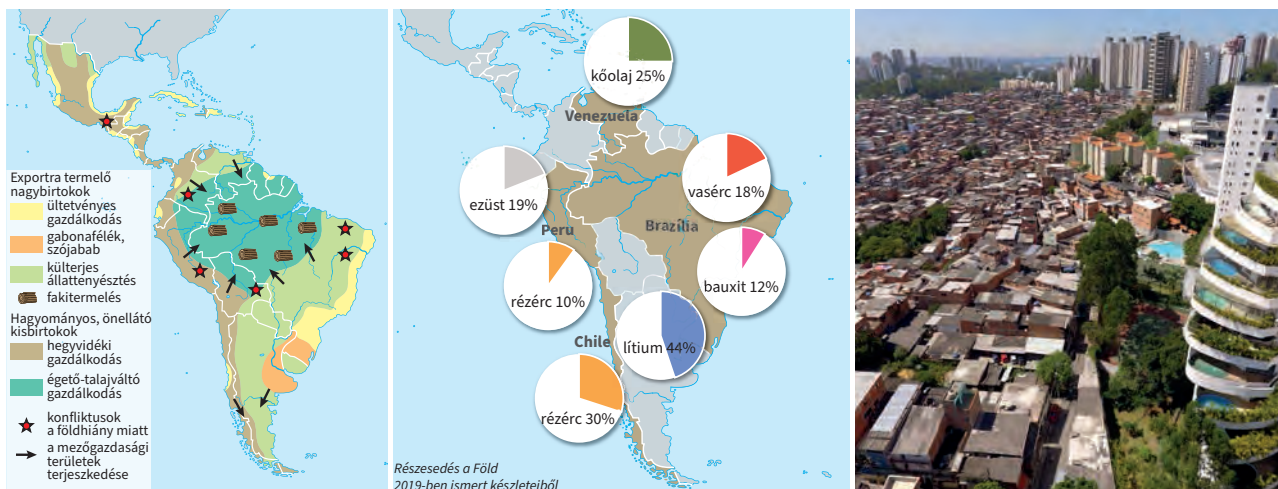 Exportra termelő
nagybirtokok
ültetvényes
gazdálkodás
gabonafélék,
szójabab
külterjes
állattenyésztés
fakitermelés
Hagyományos, önellátó
kisbirtokok
hegyvidéki
gazdálkodás
égető-talajváltó
gazdálkodás
konfliktusok
a földhiány miatt
a mezőgazdasági
területek
terjeszkedése
kőolaj 25%
Venezuela
vasérc 18%
ezüst 19%
Peru
Brazília
rézérc 10%
bauxit 12%
Chile
lítium 44%
rézérc 30%
Részesedés a Föld
2019-ben ismert készleteiből